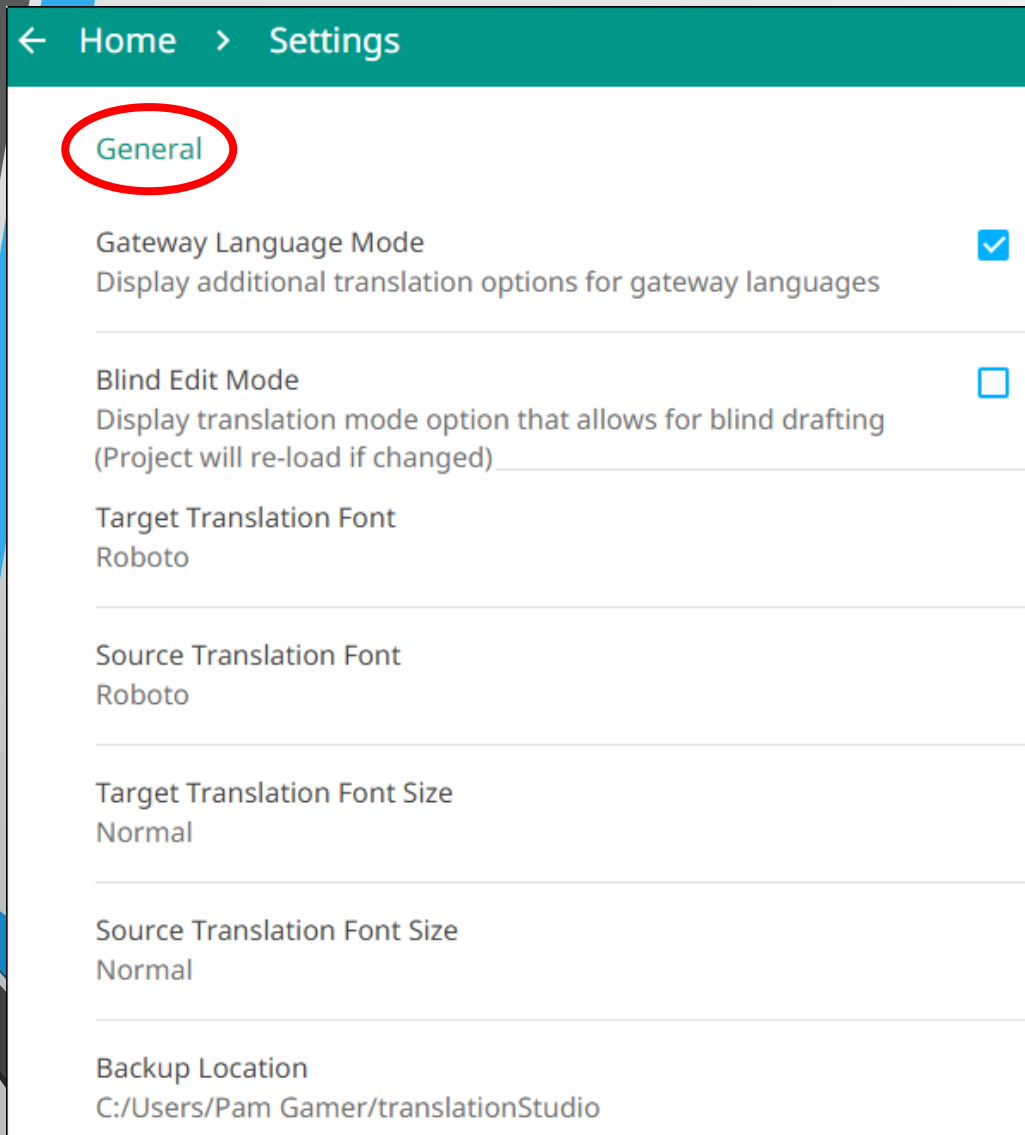 ← Home > Settings
General
Gateway Language Mode
Display additional translation options for gateway languages
Blind Edit Mode
Display translation mode option that allows for blind drafting
(Project will re-load if changed)
Target Translation Font
Roboto
Source Translation Font
Roboto
Target Translation Font Size
Normal
Source Translation Font Size
Normal
Backup Location
C:/Users/Pam Gamer/translationStudio